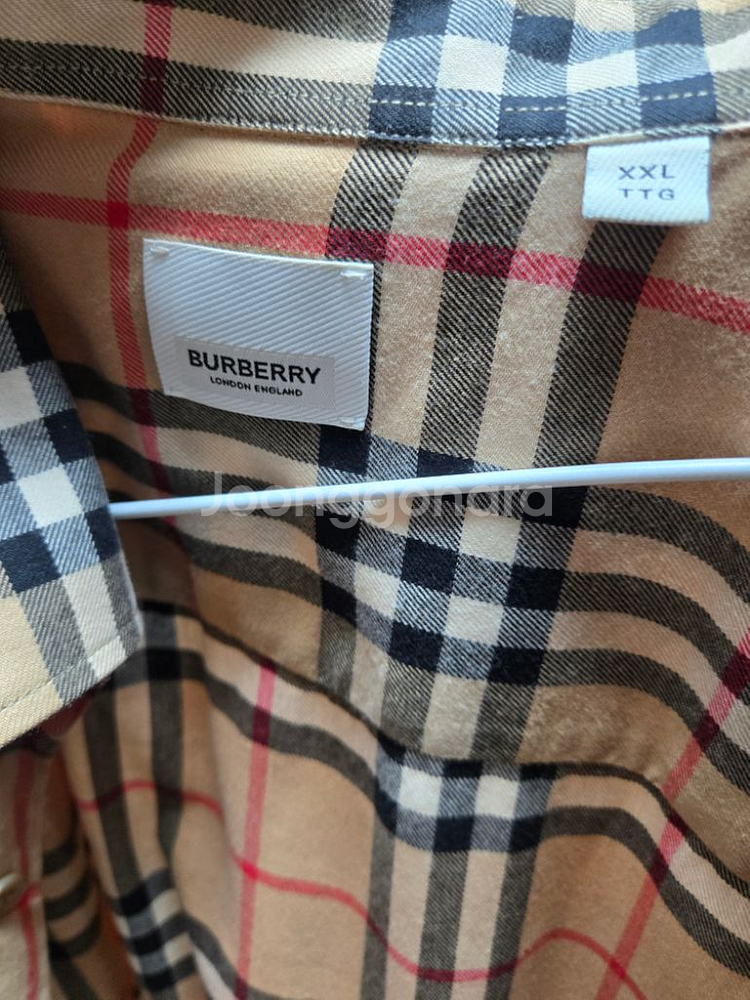 XXL
TTG
BURBERRY
LONDON ENGLAND
Joonggonara